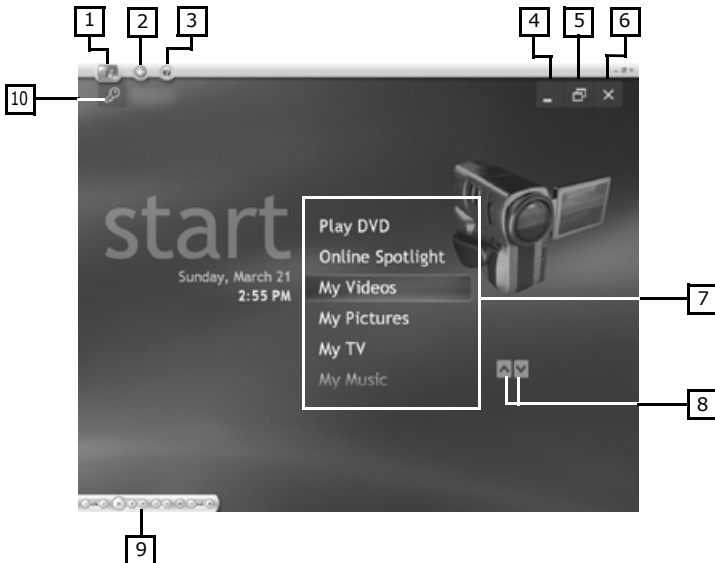 1
2
3
4
5
6
10
start
Sunday, March 21
2:55 PM
Play DVD
Online Spotlight
My Videos
My Pictures
My TV
My Music
7
8
9